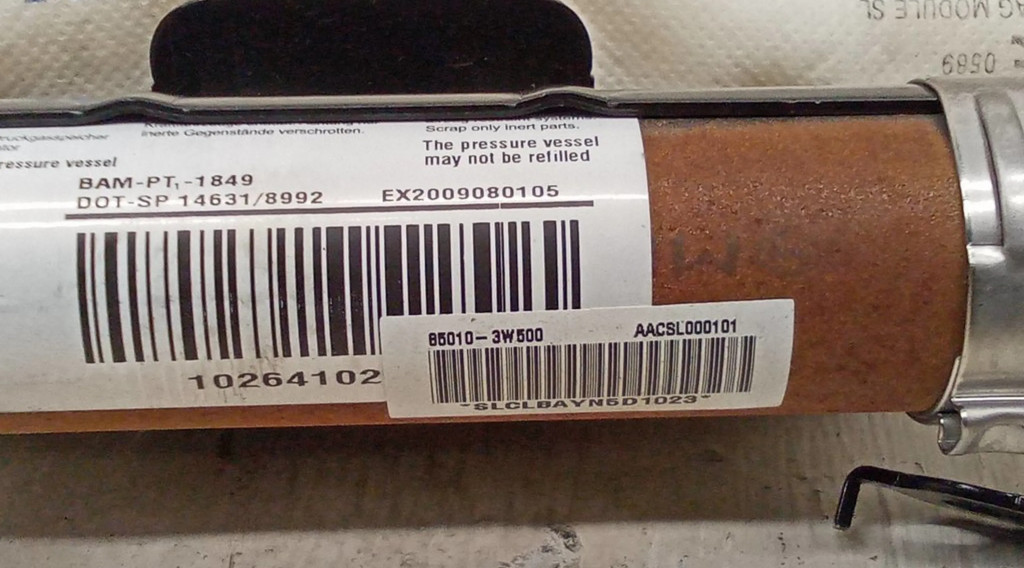 AG MODULE SL
0589
ruckgasspeicher
inerte Gegenstände verschrotten.
Scrap only inert parts.
ressure vessel
The pressure vessel
may not be refilled
BAM-PT₁-1849
DOT-SP 14631/8992 EX2009080105
10264102
85010-3W500 AACSL000101
*SLCLBAYN5D1023*